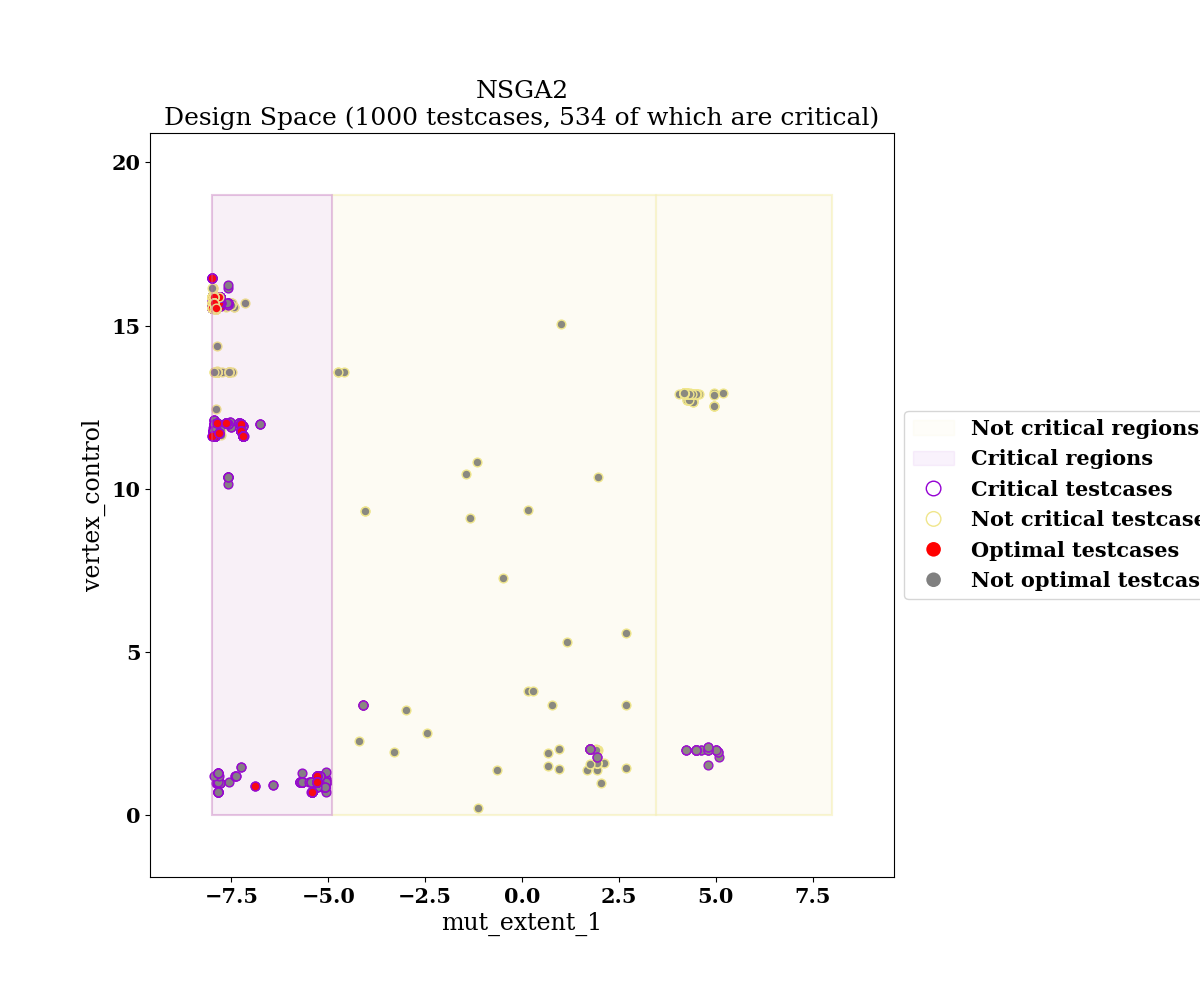 NSGA2
Design Space (1000 testcases, 534 of which are critical)
20
15
10
5
0
vertex_control
−7.5
−5.0
−2.5
0.0
2.5
5.0
7.5
mut_extent_1
Not critical regions
Critical regions
Critical testcases
Not critical testcase
Optimal testcases
Not optimal testcas